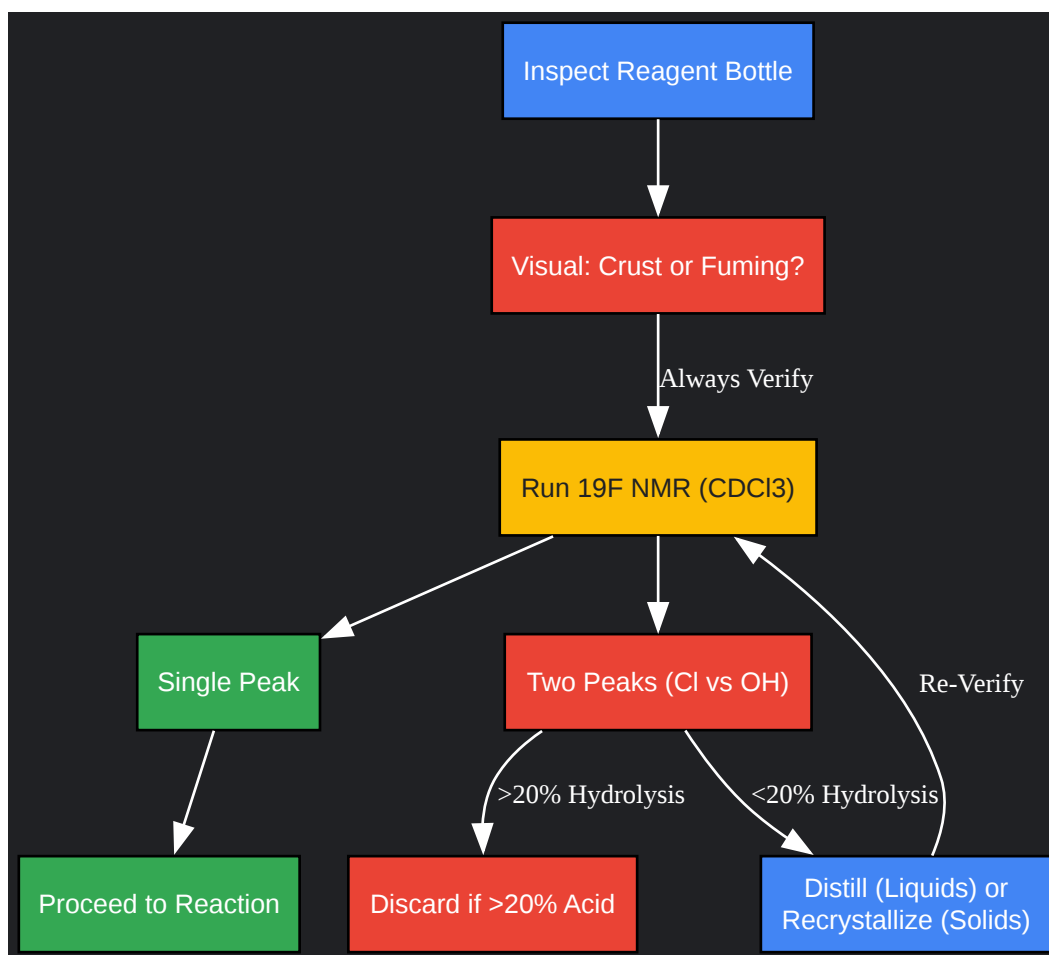 Inspect Reagent Bottle
Visual: Crust or Fuming?
Always Verify
Run 19F NMR (CDCl3)
Single Peak
Two Peaks (Cl vs OH)
Re-Verify
>20% Hydrolysis
<20% Hydrolysis
Proceed to Reaction
Discard if >20% Acid
Distill (Liquids) or
Recrystallize (Solids)